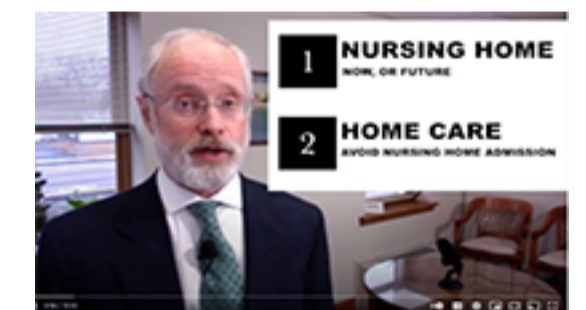 1
NURSING HOME
NOW, OR FUTURE
2
HOME CARE
AVOID NURSING HOME ADMISSION